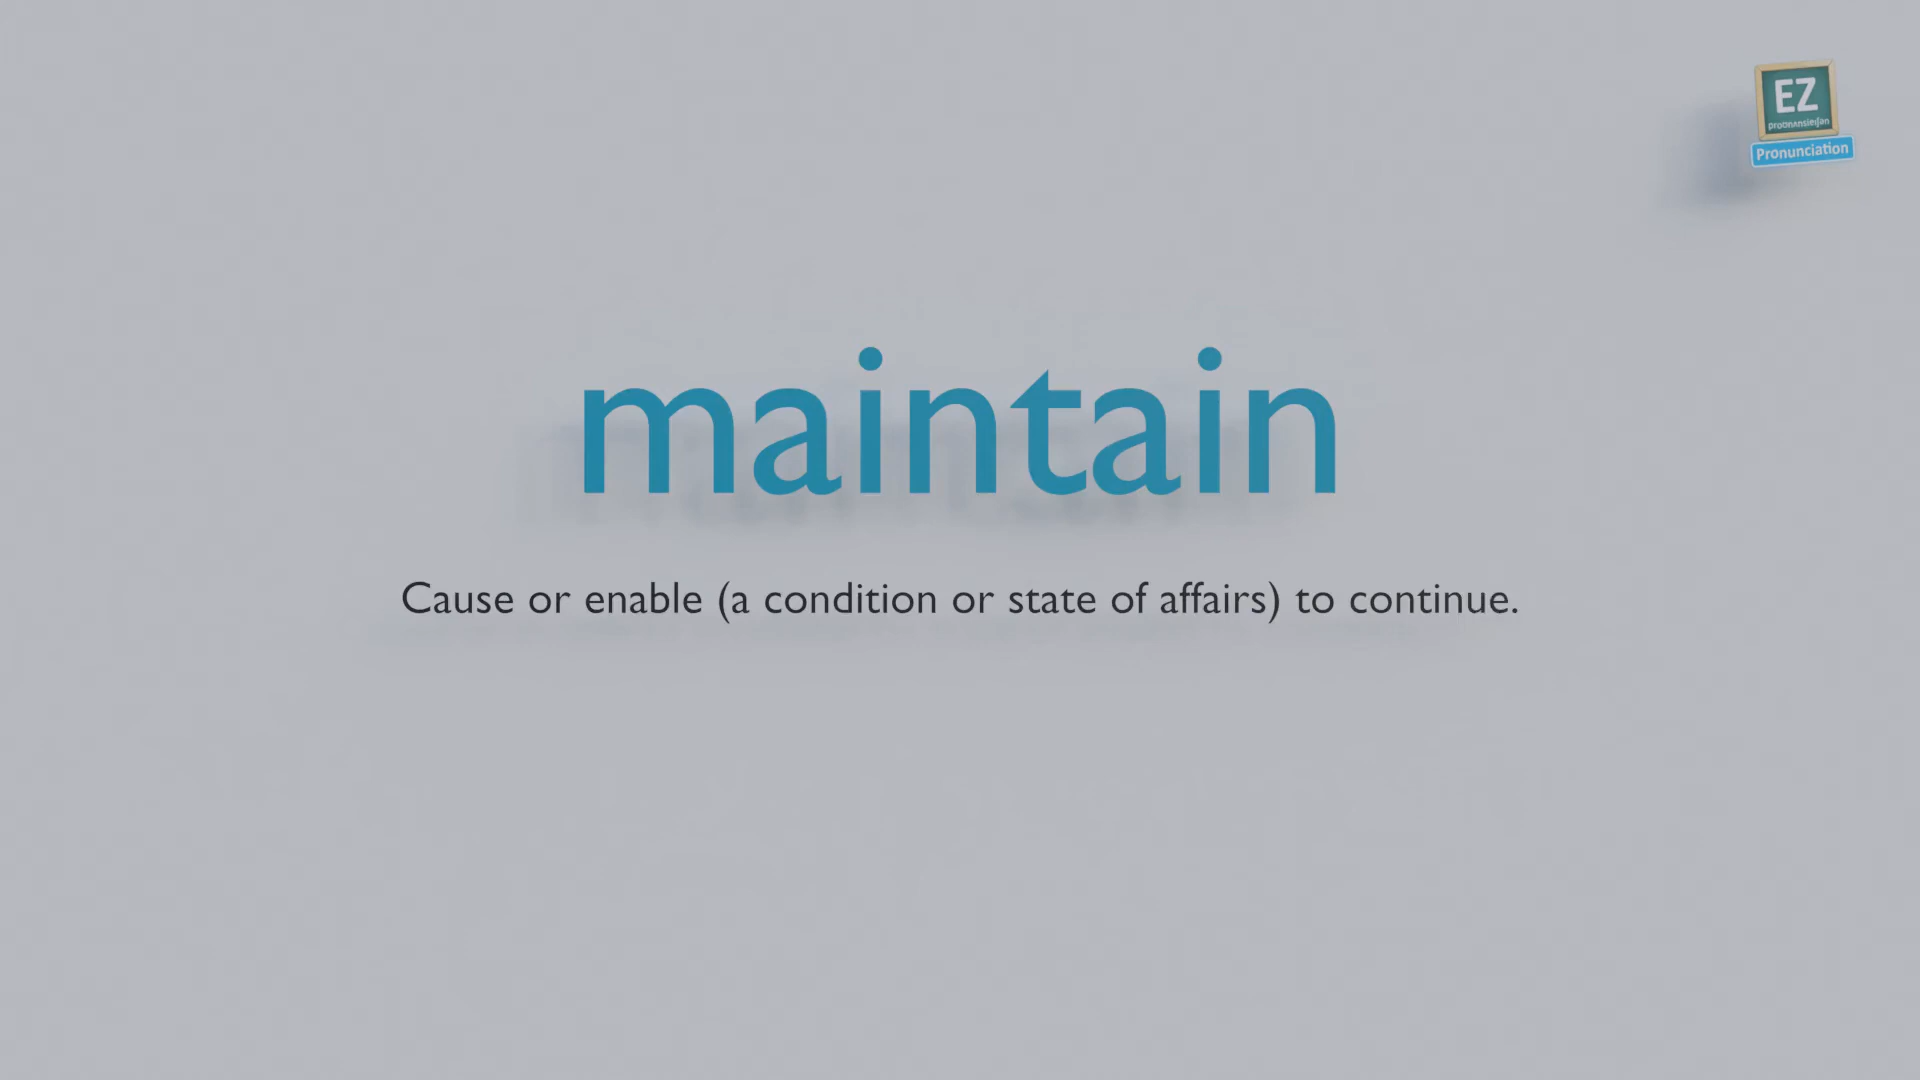 EZ
Pronunciation
maintain
Cause or enable (a condition or state of affairs) to continue.